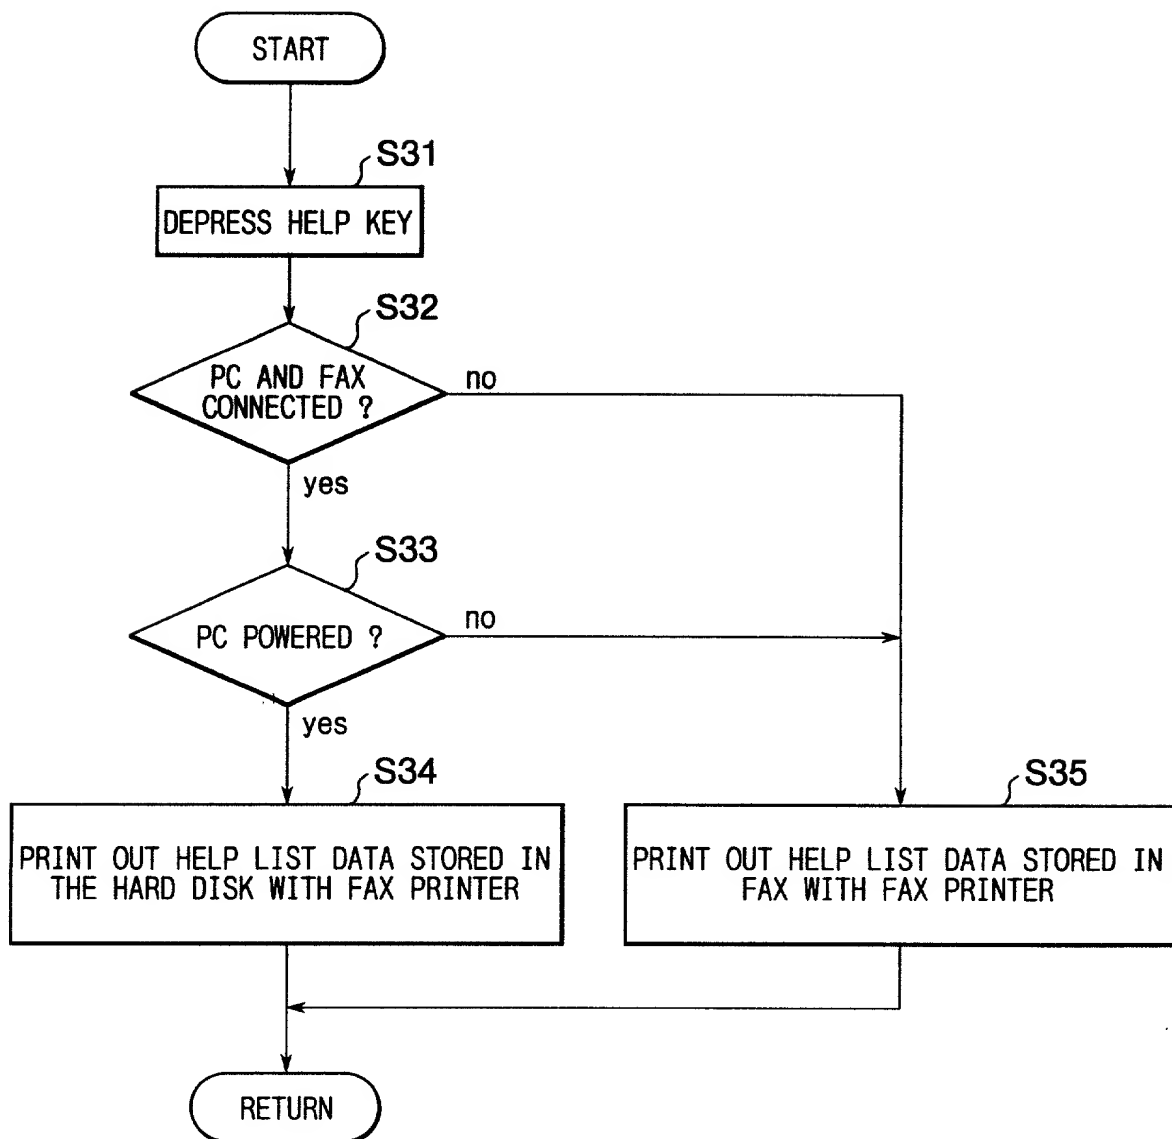 START
S31
DEPRESS HELP KEY
S32
PC AND FAX
CONNECTED ?
no
yes
S33
PC POWERED ?
no
yes
S34
PRINT OUT HELP LIST DATA STORED IN
THE HARD DISK WITH FAX PRINTER
S35
PRINT OUT HELP LIST DATA STORED IN
FAX WITH FAX PRINTER
RETURN